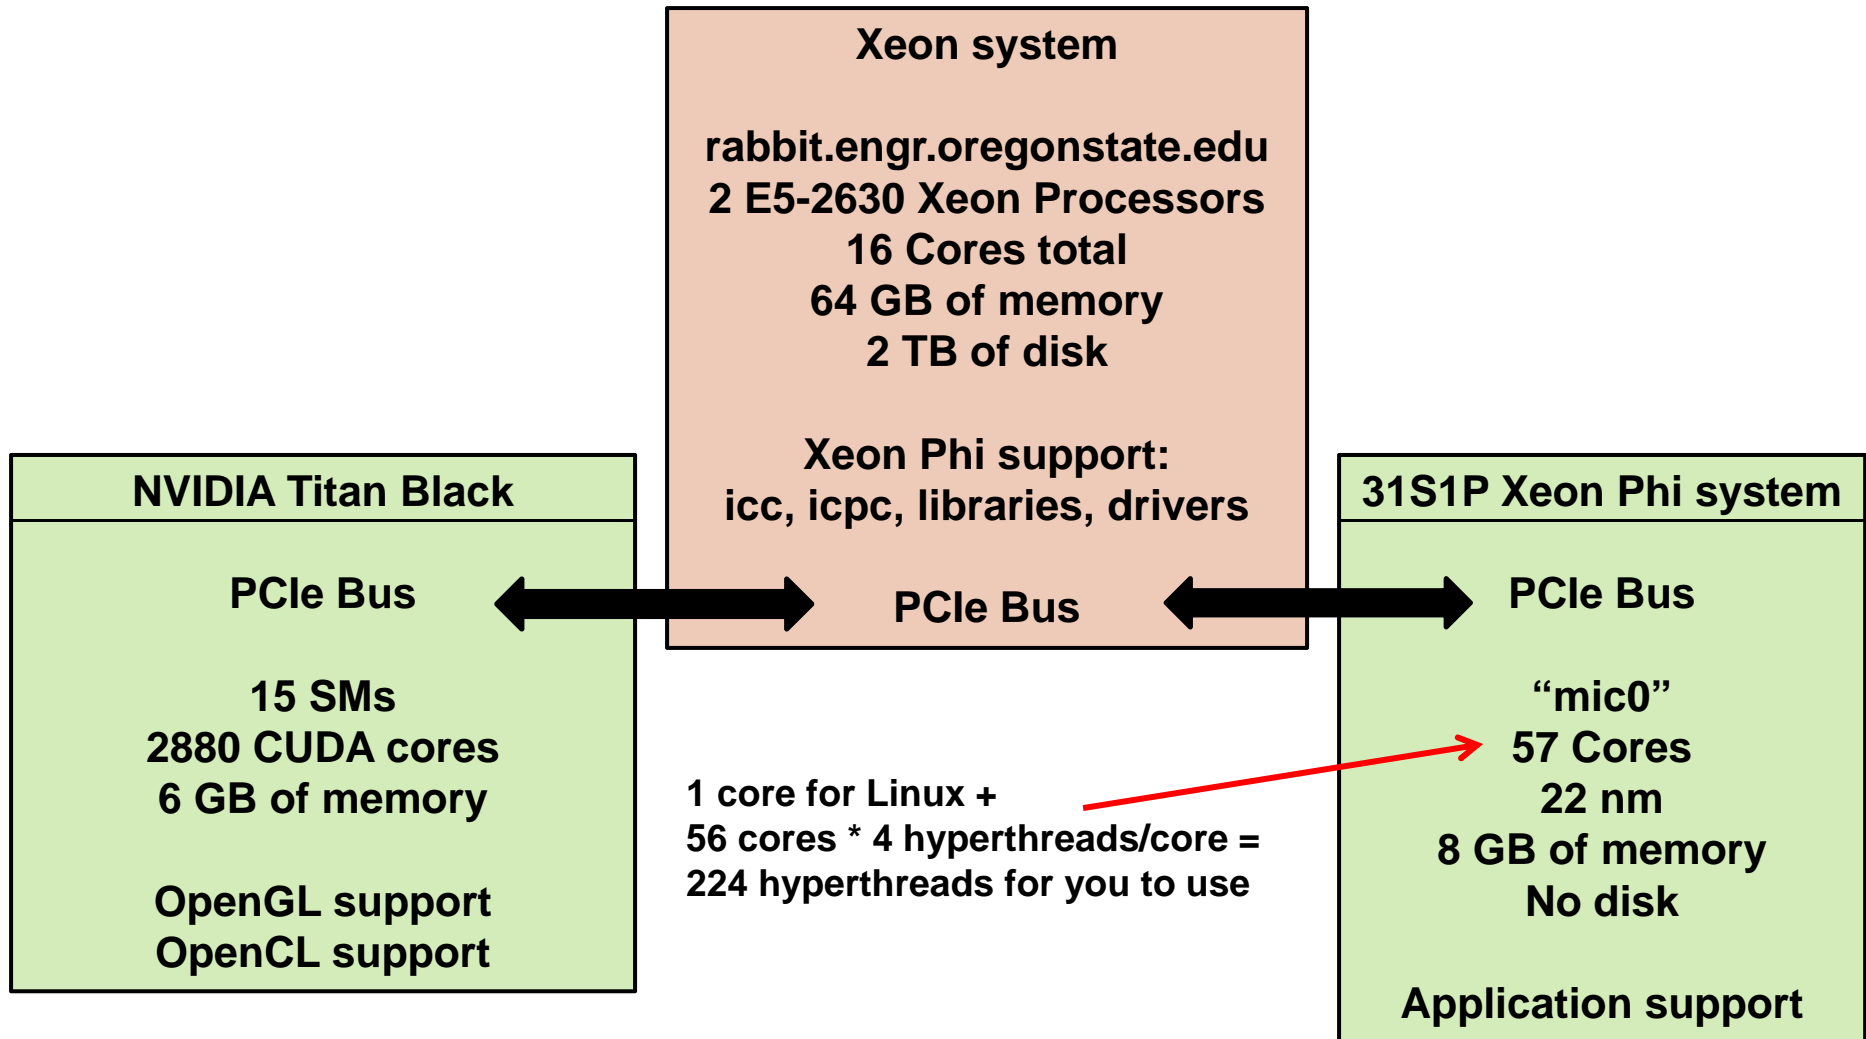 Xeon system
rabbit.engr.oregonstate.edu
2 E5-2630 Xeon Processors
16 Cores total
64 GB of memory
2 TB of disk
Xeon Phi support:
icc, icpc, libraries, drivers
PCIe Bus
NVIDIA Titan Black
PCIe Bus
15 SMs
2880 CUDA cores
6 GB of memory
OpenGL support
OpenCL support
1 core for Linux +
56 cores * 4 hyperthreads/core =
224 hyperthreads for you to use
31S1P Xeon Phi system
PCIe Bus
“mic0”
57 Cores
22 nm
8 GB of memory
No disk
Application support